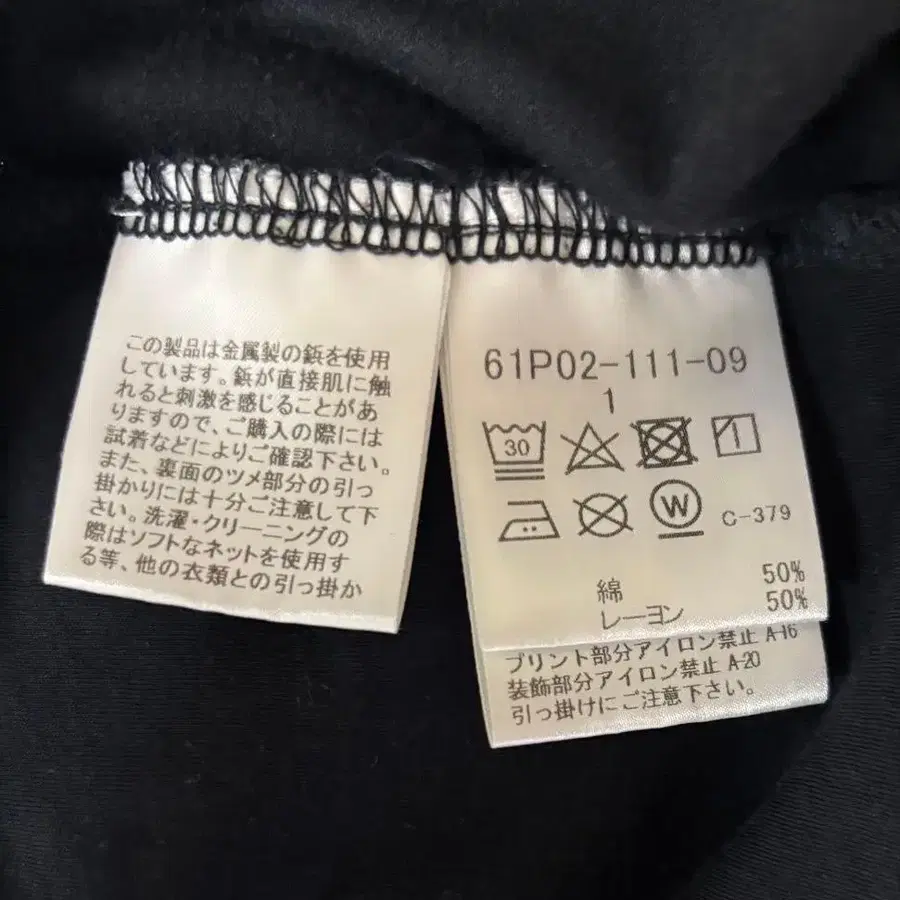 この製品は金属製の鋲を使用
しています。鋲が直接肌に触
れると刺激を感じることがあ
りますので、ご購入の際には
試着などによりご確認下さい。
また、裏面のツメ部分の引っ
掛かりには十分ご注意して下
さい。洗濯・クリーニングの
際はソフトなネットを使用す
る等、他の衣類との引っ掛か
61P02-111-09
1
30
W
C-379
綿 50%
レーヨン 50%
プリント部分アイロン禁止 A-16
装飾部分アイロン禁止 A-20
引っ掛けにご注意下さい。